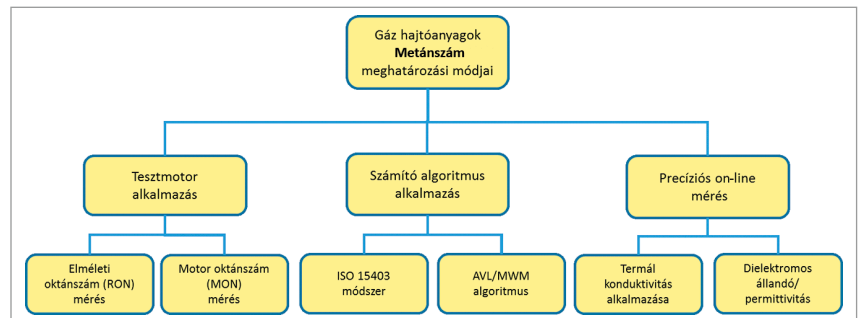 Gáz hajtóanyagok
Metánszám
meghatározási módjai
Tesztmotor
alkalmazás
Számító algoritmus
alkalmazás
Precíziós on-line
mérés
Elméleti
oktánszám (RON)
mérés
Motor oktánszám
(MON)
mérés
ISO 15403
módszer
AVL/MWM
algoritmus
Termál
konduktivitás
alkalmazása
Dielektromos
állandó/
permittivitás